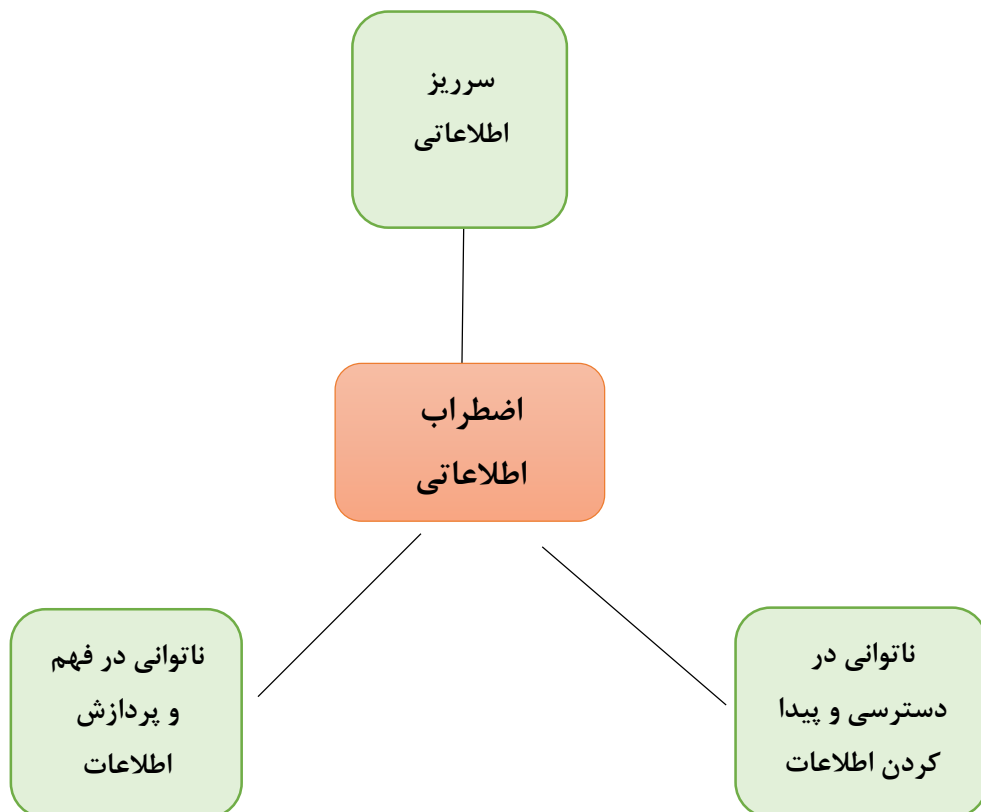 سرریز
اطلاعاتی
اضطراب
اطلاعاتی
ناتوانی در
دسترسی و پیدا
کردن اطلاعات
ناتوانی در فهم
و پردازش
اطلاعات